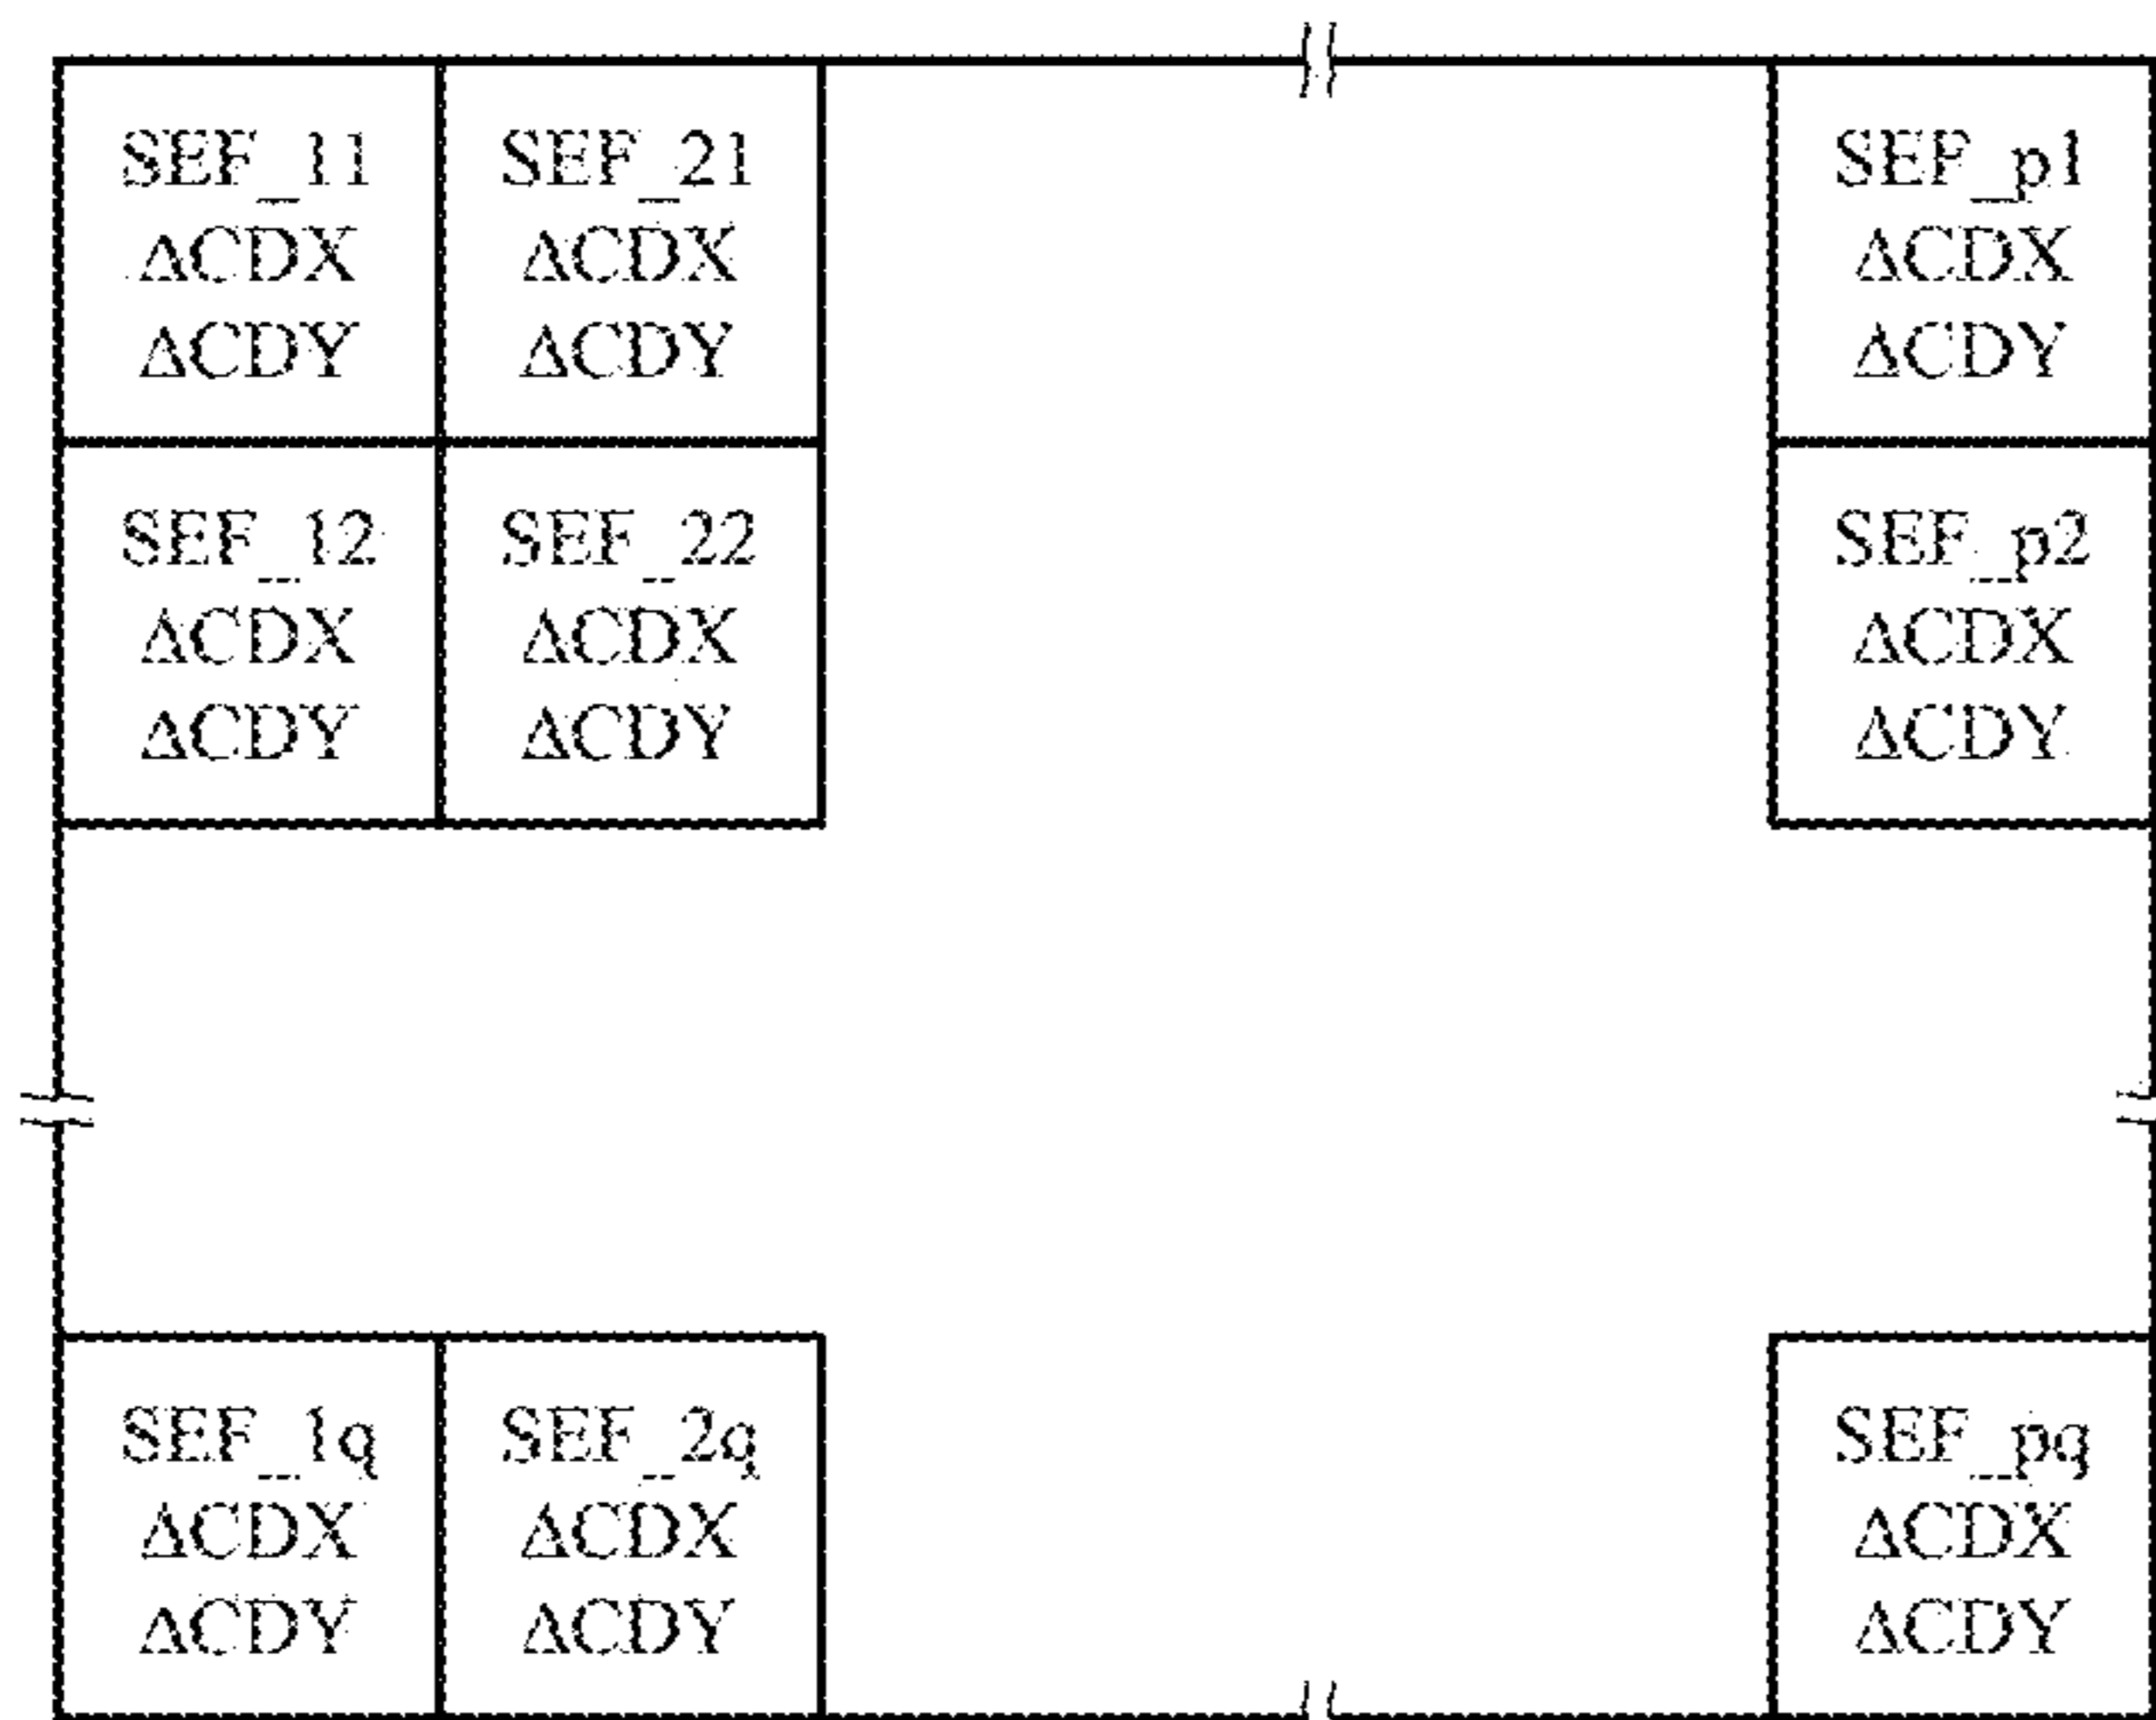 SEF_11 SEF_21 SEF_p1
ΔCDX ΔCDX ΔCDX
ΔCDY ΔCDY ΔCDY
SEF_12 SEF_22 SEF_p2
ΔCDX ΔCDX ΔCDX
ΔCDY ΔCDY ΔCDY
SEF_1q SEF_2q SEF_pq
ΔCDX ΔCDX ΔCDX
ΔCDY ΔCDY ΔCDY